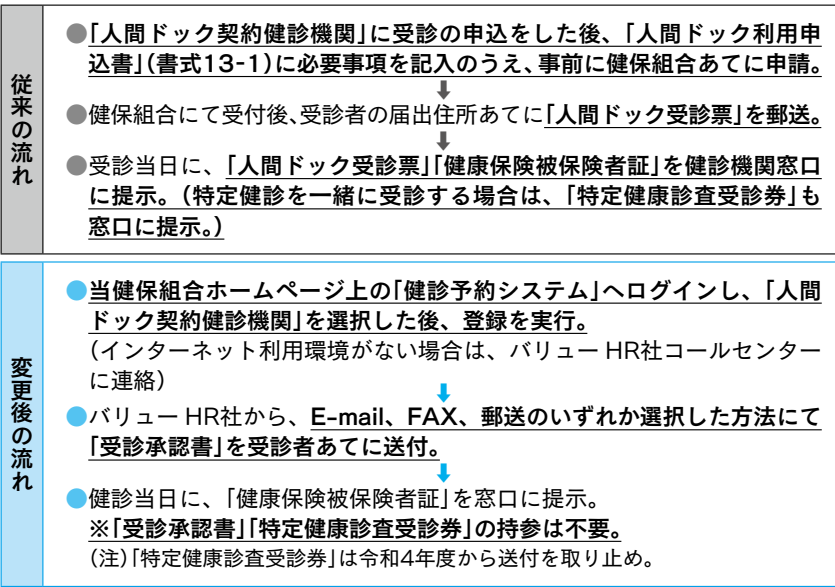 従来の流れ
●「人間ドック契約健診機関」に受診の申込をした後、「人間ドック利用申
込書」(書式13-1)に必要事項を記入のうえ、事前に健保組合あてに申請。
⬇
●健保組合にて受付後、受診者の届出住所あてに「人間ドック受診票」を郵送。
⬇
●受診当日に、「人間ドック受診票」「健康保険被保険者証」を健診機関窓口
に提示。(特定健診を一緒に受診する場合は、「特定健康診査受診券」も
窓口に提示。)
変更後の流れ
●当健保組合ホームページ上の「健診予約システム」へログインし、「人間
ドック契約健診機関」を選択した後、登録を実行。
(インターネット利用環境がない場合は、バリューHR社コールセンター
に連絡)
⬇
●バリューHR社から、E-mail、FAX、郵送のいずれか選択した方法にて
「受診承認書」を受診者あてに送付。
⬇
●健診当日に、「健康保険被保険者証」を窓口に提示。
※「受診承認書」「特定健康診査受診券」の持参は不要。
(注)「特定健康診査受診券」は令和4年度から送付を取り止め。